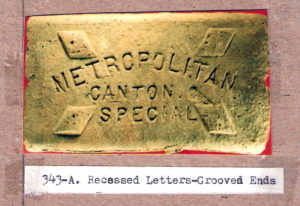 METROPOLITAN
CANTON.O.
SPECIAL
343-A. Recessed Letters-Grooved Ends